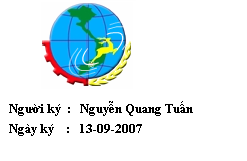 Người ký : Nguyễn Quang Tuấn
Ngày ký : 13-09-2007